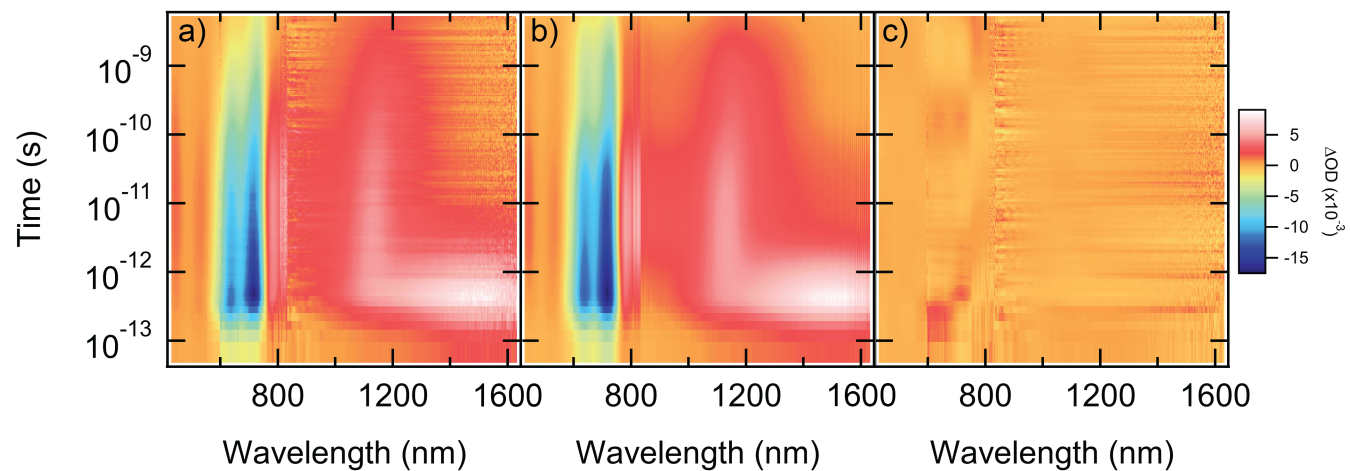 a) b) c)
Time (s)
10⁻⁹
10⁻¹⁰
10⁻¹¹
10⁻¹²
10⁻¹³
800 1200 1600 800 1200 1600 800 1200 1600
Wavelength (nm) Wavelength (nm) Wavelength (nm)
5
0
-5
-10
-15
ΔOD (x10⁻³)